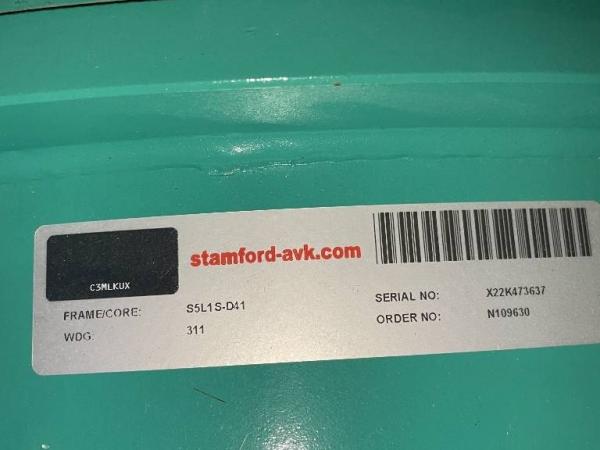 C3MLKUX
stamford-avk.com
FRAME/CORE: S5L1S-D41
WDG: 311
SERIAL NO: X22K473637
ORDER NO: N109630